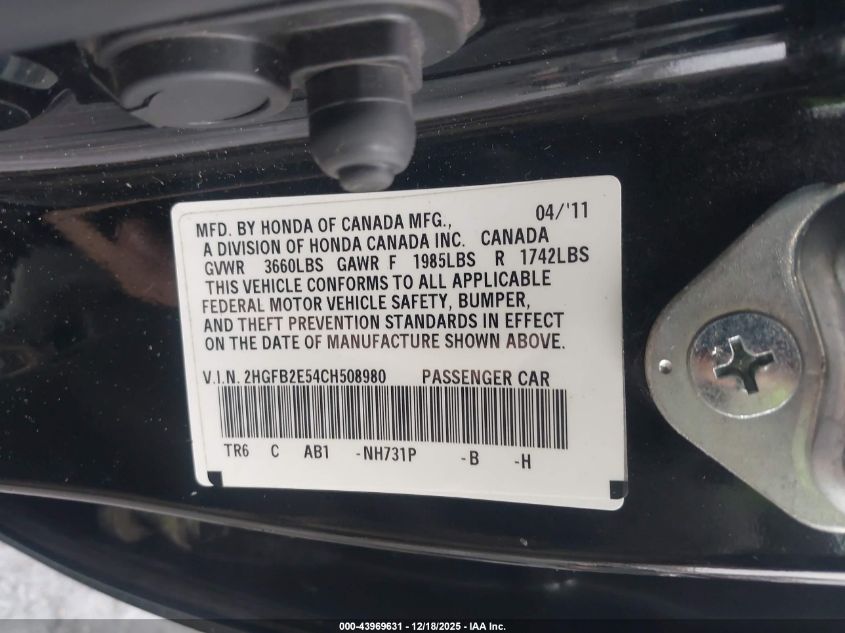 MFD. BY HONDA OF CANADA MFG., 04/'11
A DIVISION OF HONDA CANADA INC. CANADA
GVWR 3660LBS GAWR F 1985LBS R 1742LBS
THIS VEHICLE CONFORMS TO ALL APPLICABLE
FEDERAL MOTOR VEHICLE SAFETY, BUMPER,
AND THEFT PREVENTION STANDARDS IN EFFECT
ON THE DATE OF MANUFACTURE SHOWN ABOVE.
V.I.N. 2HGFB2E54CH508980 PASSENGER CAR
TR6 C AB1 -NH731P -B -H
000-43969631 - 12/18/2025 - IAA Inc.